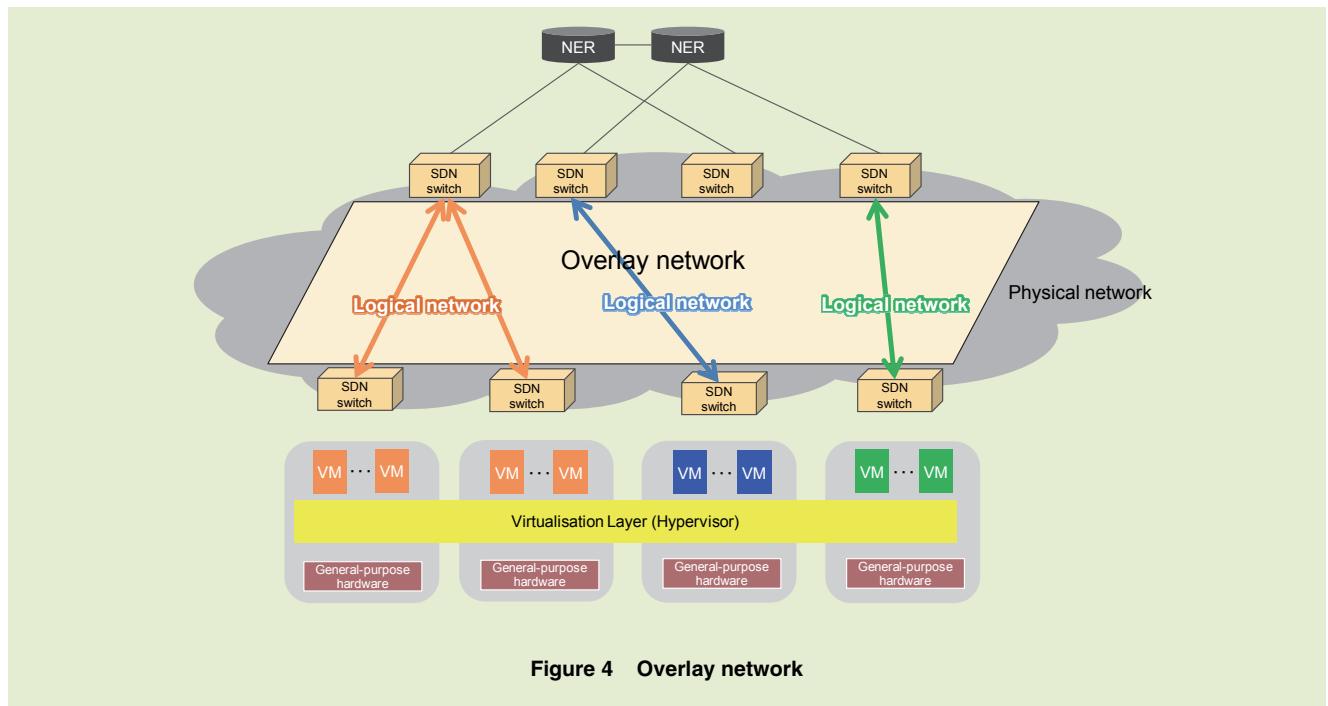 NER
NER
SDN
switch
SDN
switch
SDN
switch
SDN
switch
Overlay network
Logical network
Logical network
Logical network
Physical network
SDN
switch
SDN
switch
SDN
switch
SDN
switch
VM ··· VM
VM ··· VM
VM ··· VM
VM ··· VM
Virtualisation Layer (Hypervisor)
General-purpose
hardware
General-purpose
hardware
General-purpose
hardware
General-purpose
hardware
Figure 4 Overlay network